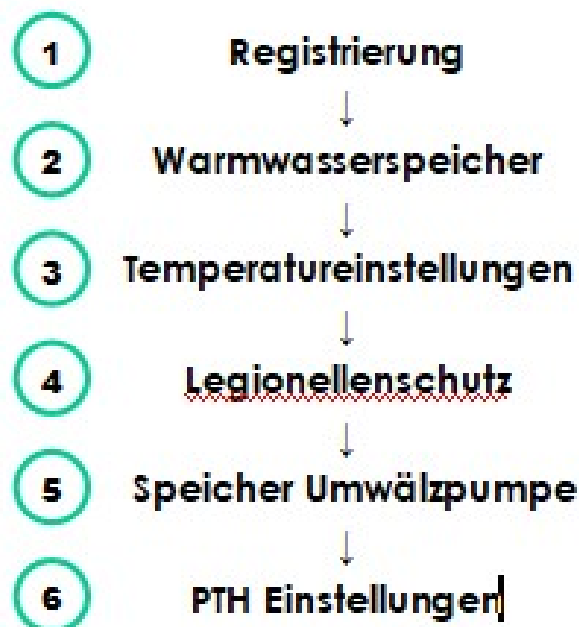 1 Registrierung
↓
2 Warmwasserspeicher
↓
3 Temperatureinstellungen
↓
4 Legionellenschutz
↓
5 Speicher Umwälzpumpe
↓
6 PTH Einstellungen